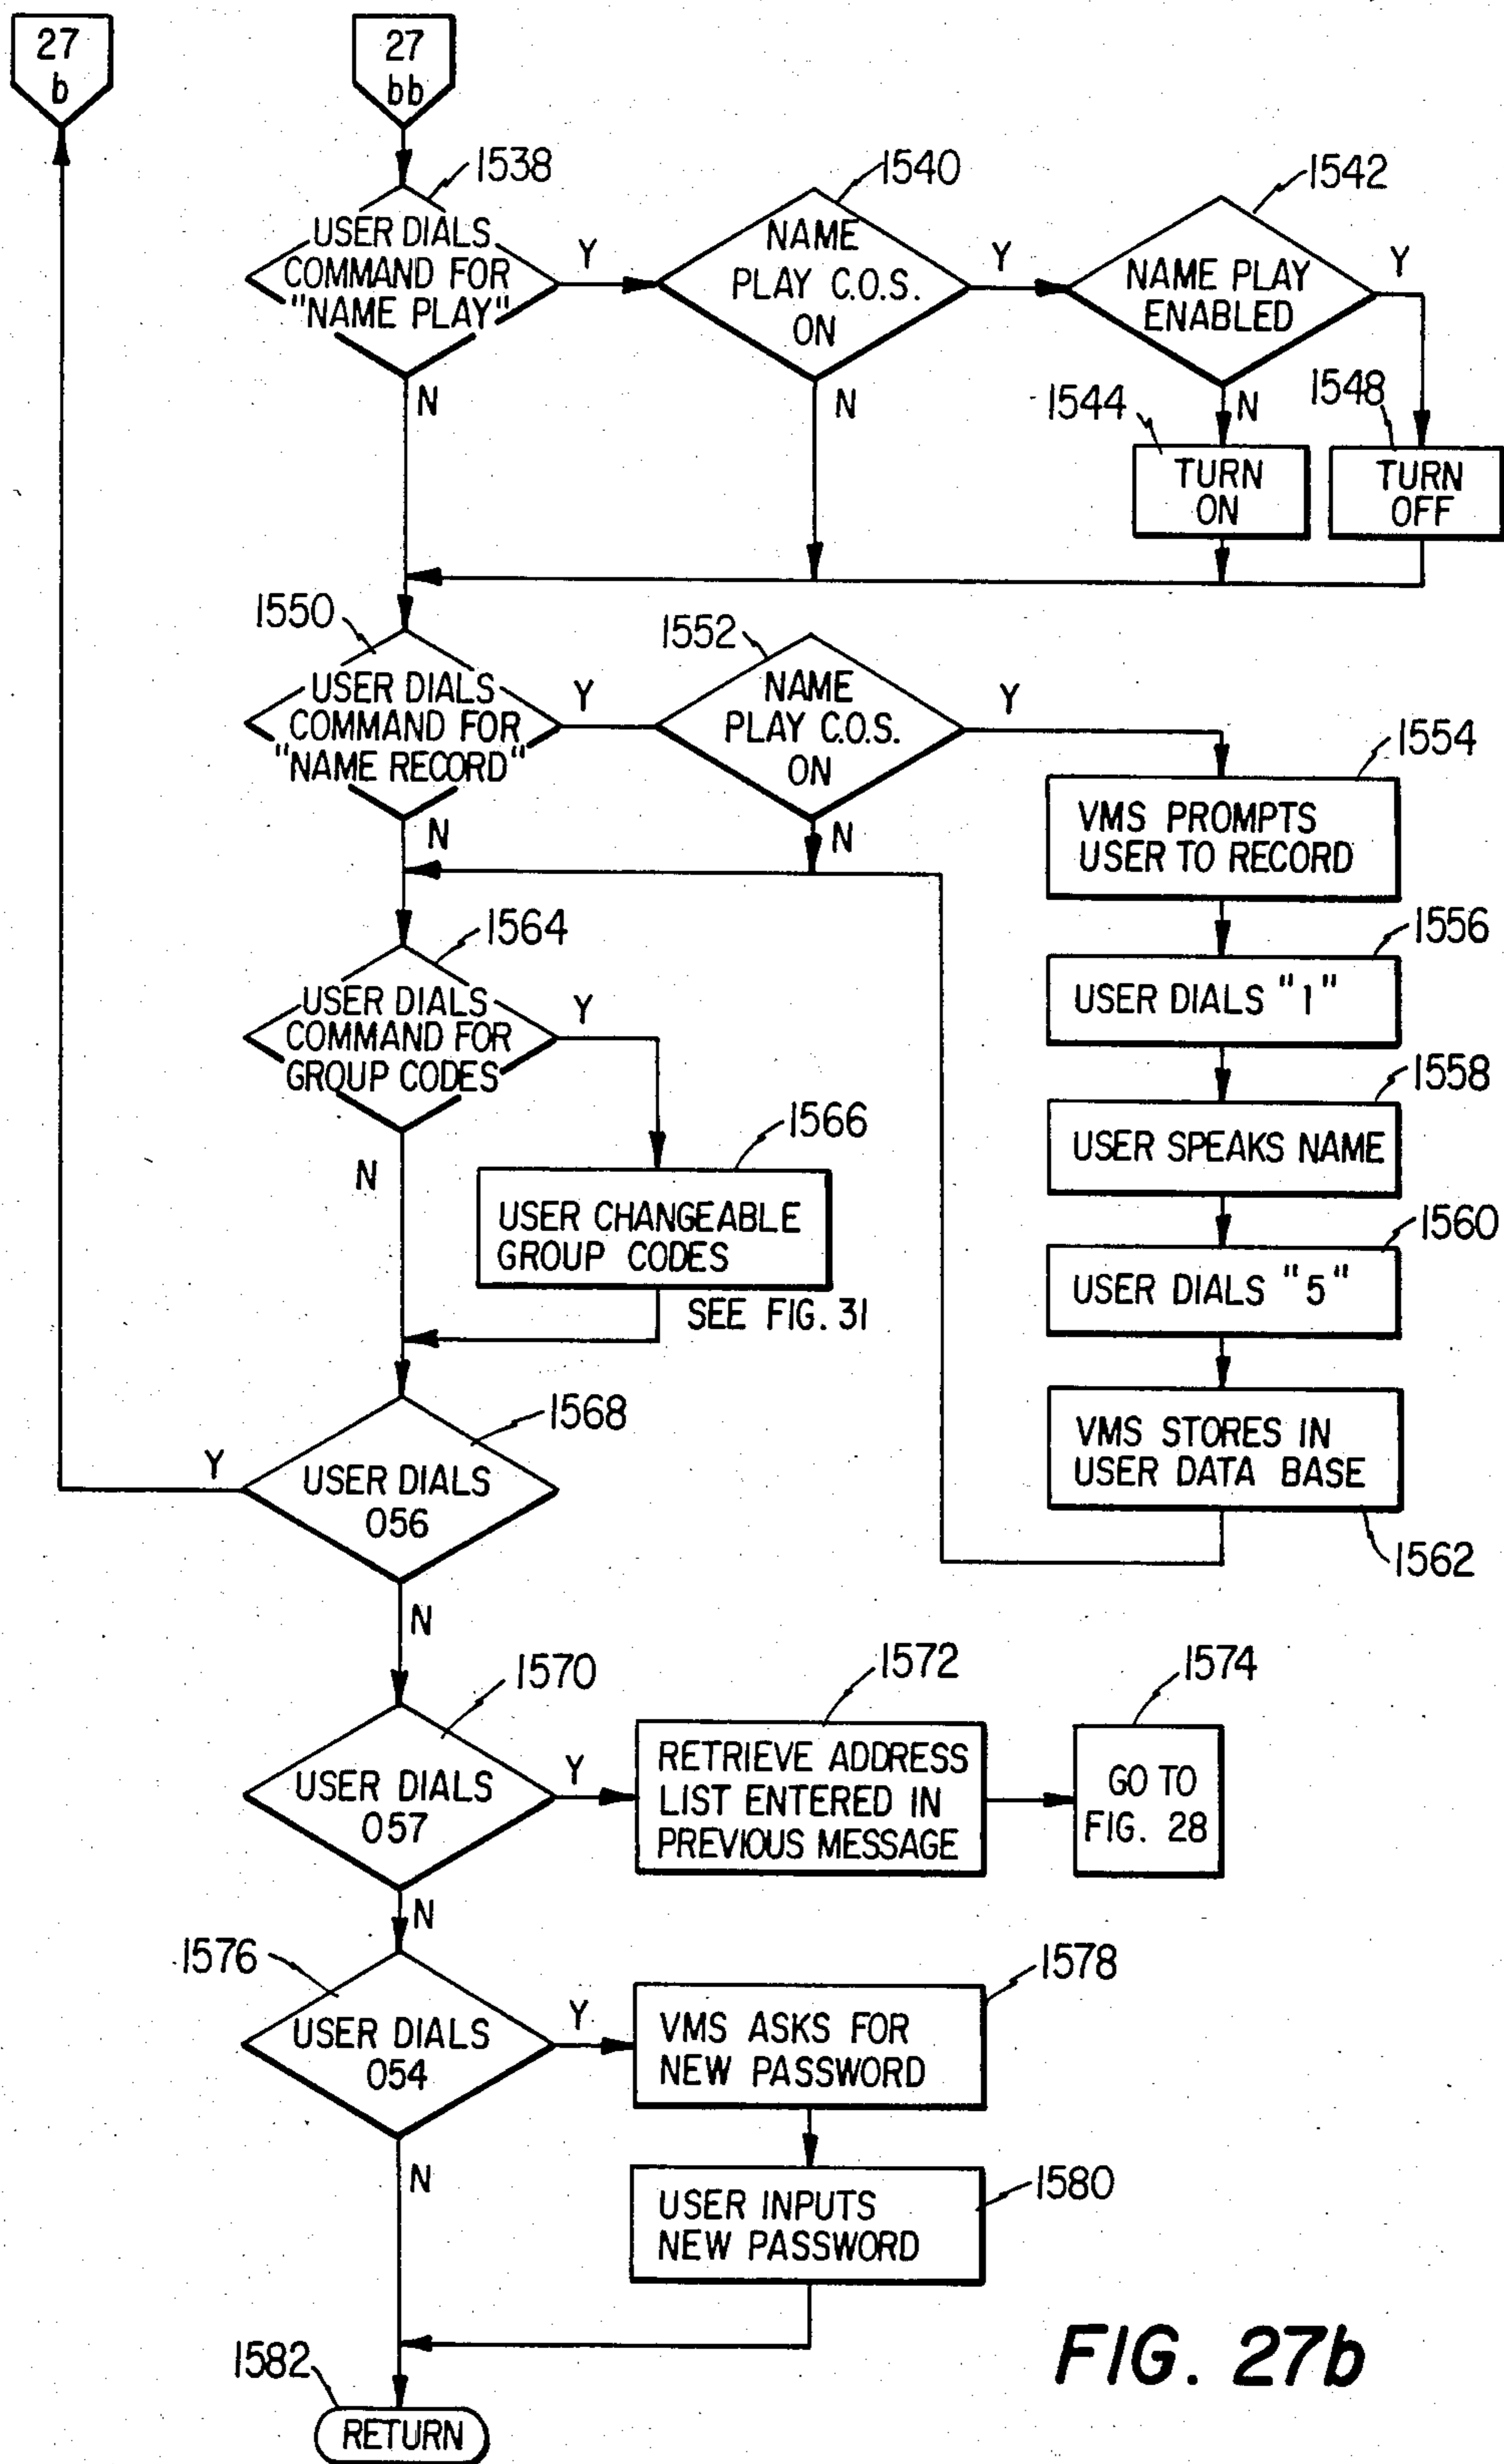 27
b
27
bb
1538
USER DIALS
COMMAND FOR
"NAME PLAY"
Y
N
1540
NAME
PLAY C.O.S.
ON
Y
N
1542
NAME PLAY
ENABLED
Y
N
1544
TURN
ON
1548
TURN
OFF
1550
USER DIALS
COMMAND FOR
"NAME RECORD"
Y
N
1552
NAME
PLAY C.O.S.
ON
Y
N
1554
VMS PROMPTS
USER TO RECORD
1556
USER DIALS "1"
1558
USER SPEAKS NAME
1560
USER DIALS "5"
VMS STORES IN
USER DATA BASE
1562
1564
USER DIALS
COMMAND FOR
GROUP CODES
Y
N
1566
USER CHANGEABLE
GROUP CODES
SEE FIG. 31
1568
USER DIALS
056
Y
N
1570
USER DIALS
057
Y
N
1572
RETRIEVE ADDRESS
LIST ENTERED IN
PREVIOUS MESSAGE
1574
GO TO
FIG. 28
1576
USER DIALS
054
Y
N
1578
VMS ASKS FOR
NEW PASSWORD
1580
USER INPUTS
NEW PASSWORD
1582
RETURN
FIG. 27b